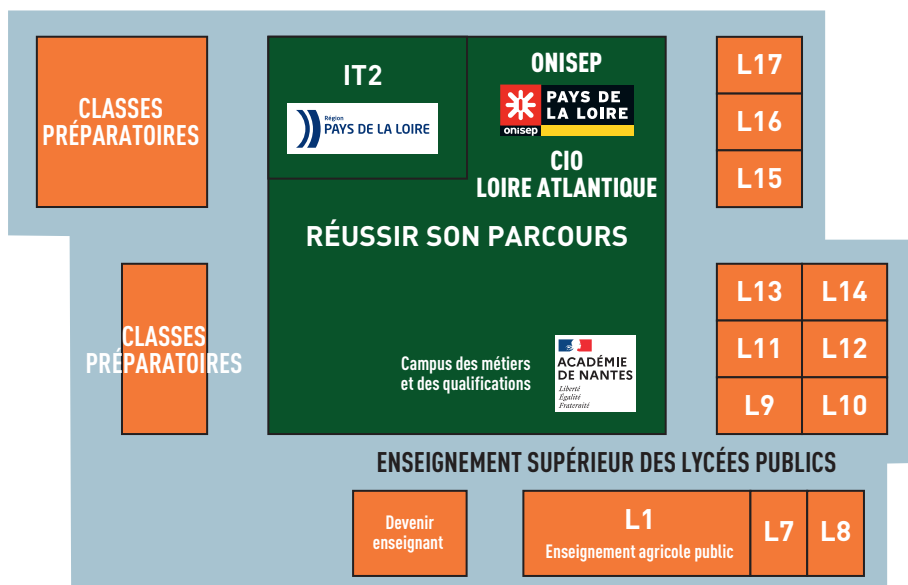 CLASSES
PRÉPARATOIRES
IT2
Région
PAYS DE LA LOIRE
ONISEP
onisep
PAYS DE
LA LOIRE
CIO
LOIRE ATLANTIQUE
L17
L16
L15
RÉUSSIR SON PARCOURS
CLASSES
PRÉPARATOIRES
Campus des métiers
et des qualifications
ACADÉMIE
DE NANTES
Liberté
Égalité
Fraternité
L13
L14
L11
L12
L9
L10
ENSEIGNEMENT SUPÉRIEUR DES LYCÉES PUBLICS
Devenir
enseignant
L1
Enseignement agricole public
L7
L8